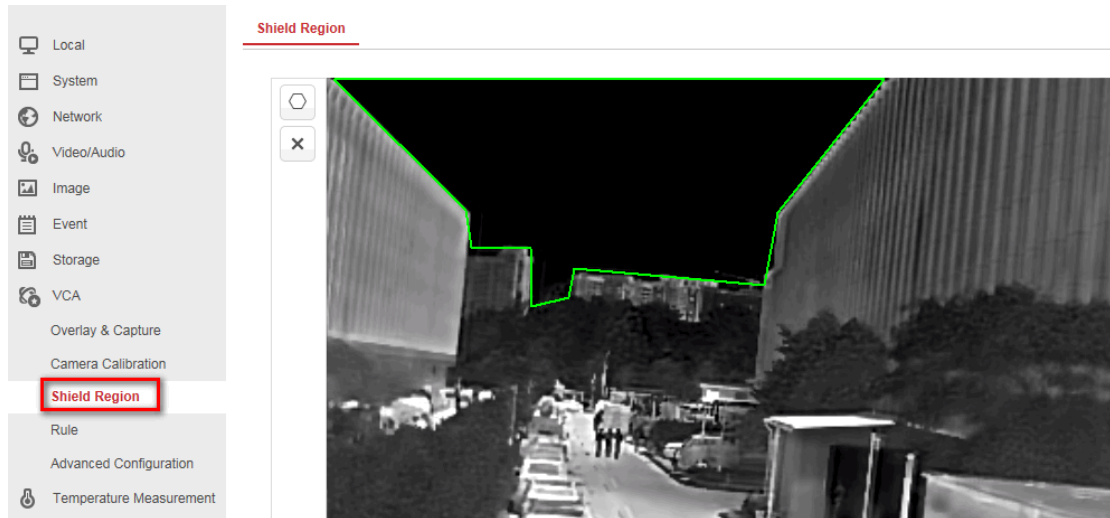 Shield Region
Local
System
Network
Video/Audio
Image
Event
Storage
VCA
Overlay & Capture
Camera Calibration
Shield Region
Rule
Advanced Configuration
Temperature Measurement